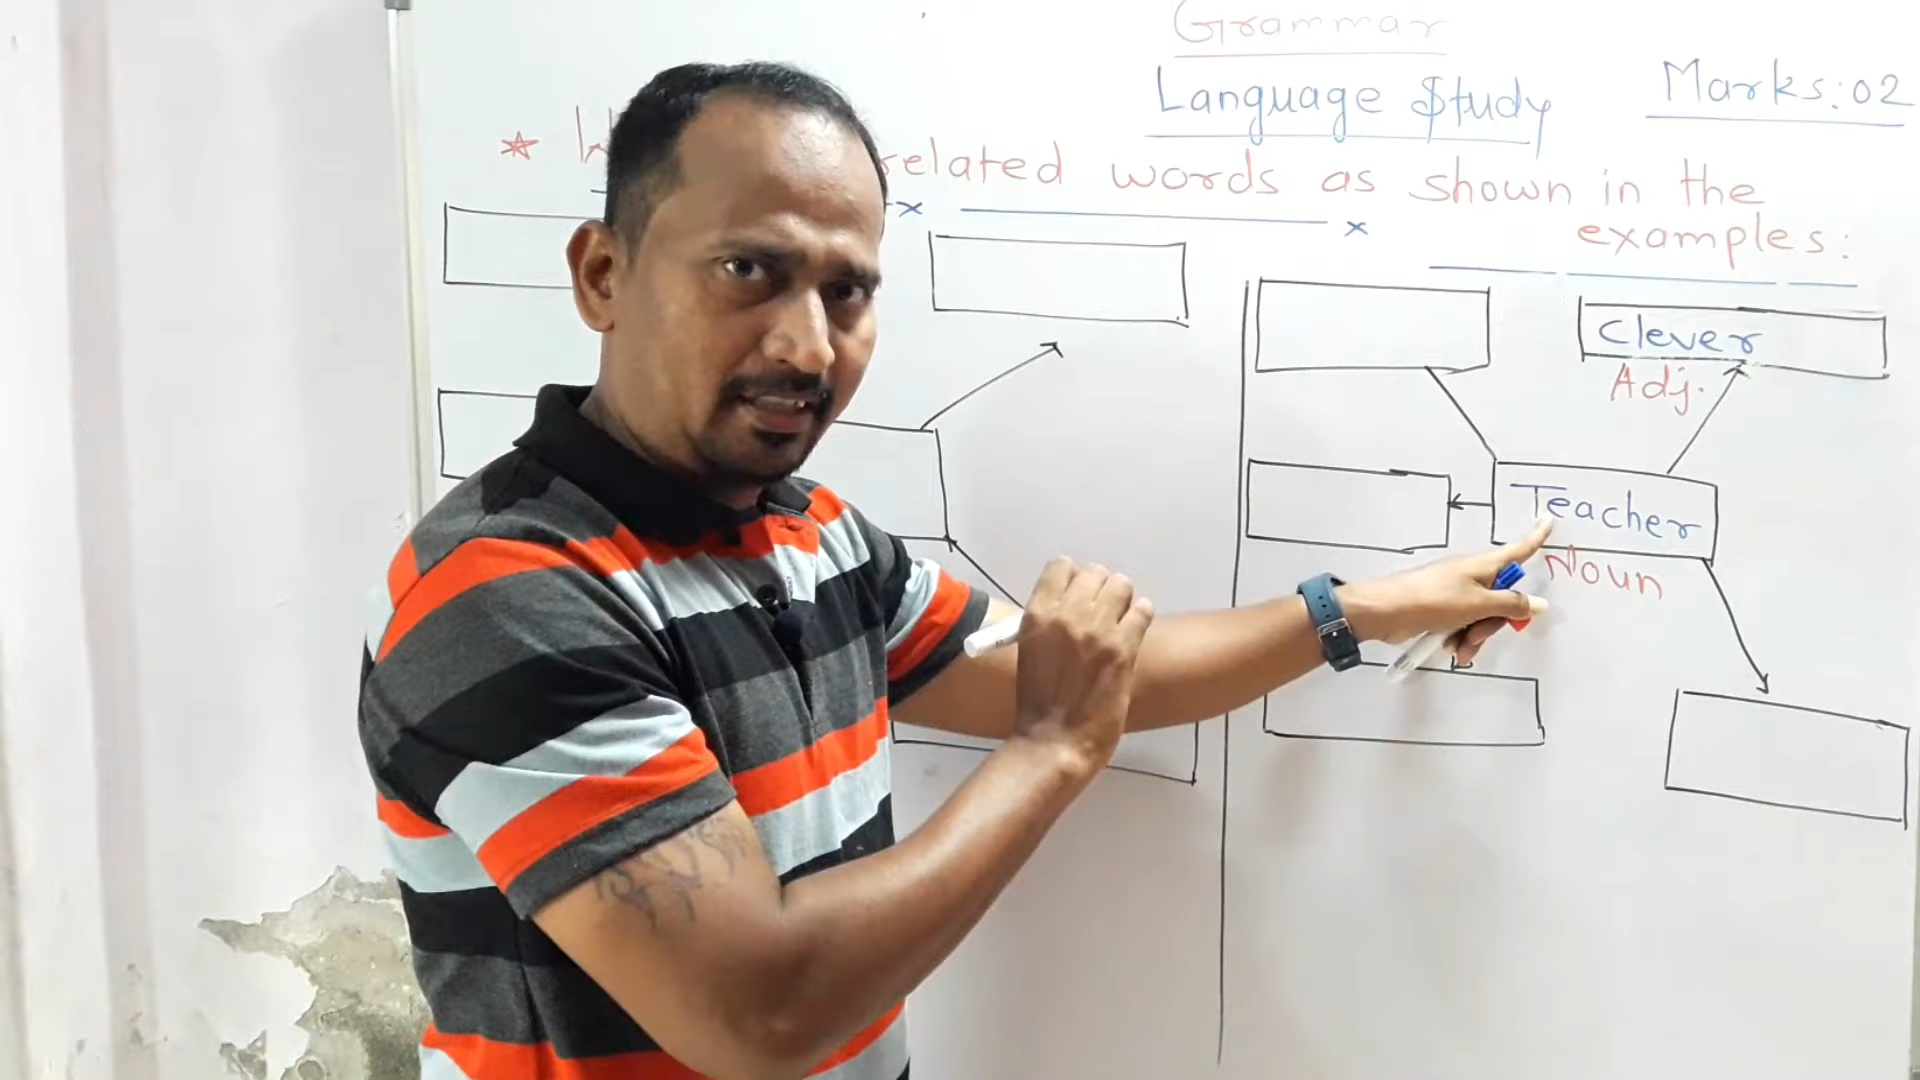 Grammar
Language Study
Marks: 02
related words as shown in the
examples:
Clever
Adj.
Teacher
Noun